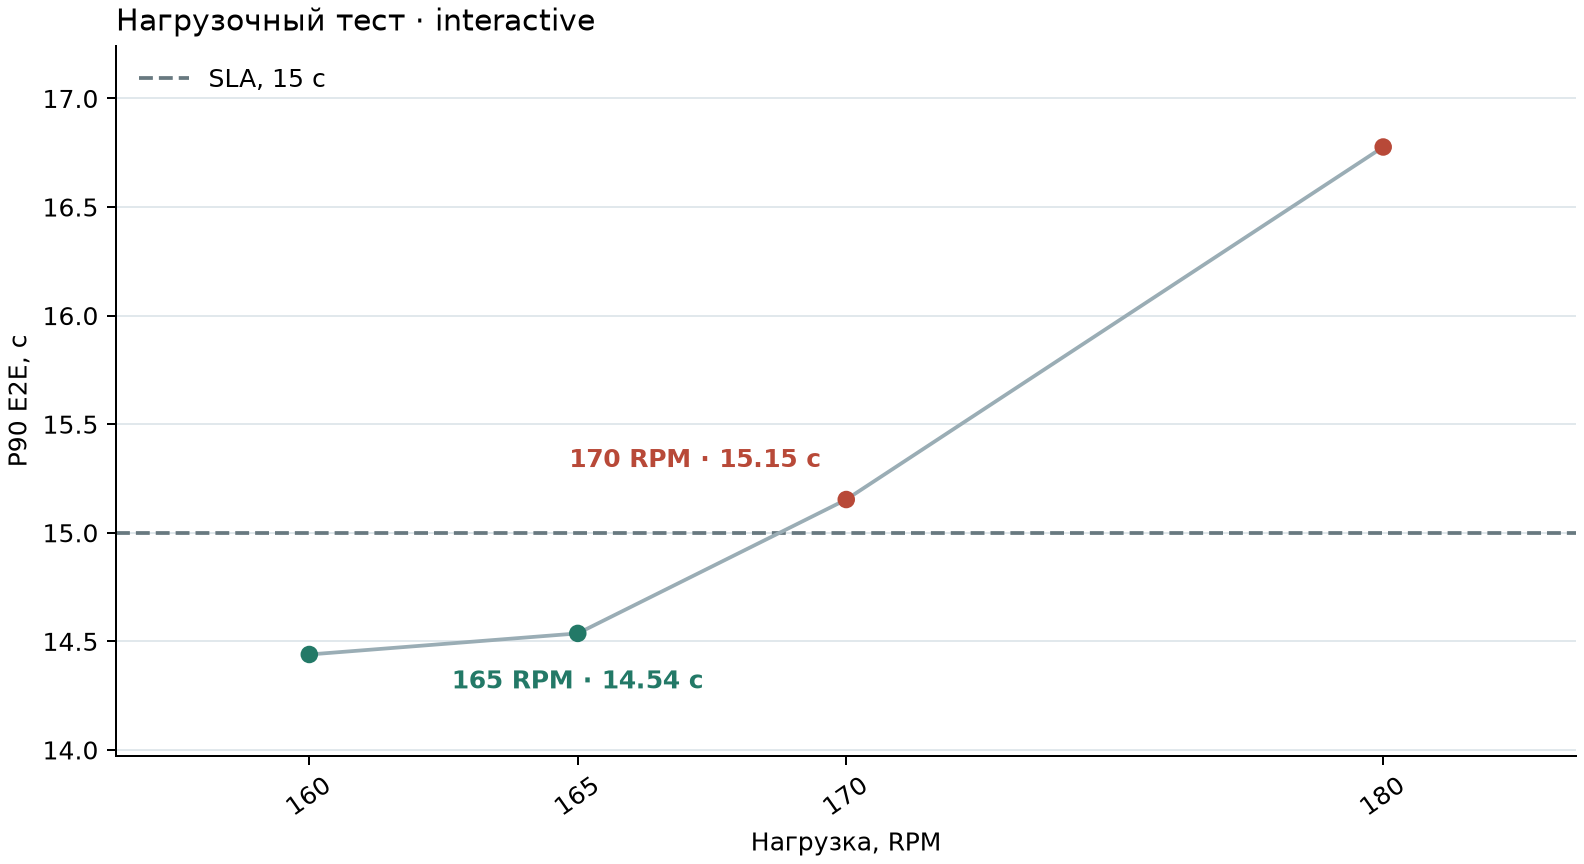 Нагрузочный тест · interactive
SLA, 15 с
17.0
16.5
16.0
15.5
15.0
14.5
14.0
P90 E2E, с
170 RPM · 15.15 с
165 RPM · 14.54 с
160
165
170
180
Нагрузка, RPM